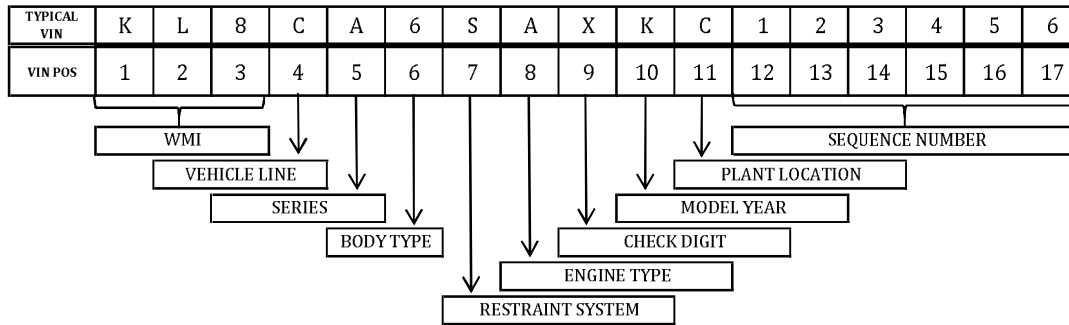 TYPICAL VIN K L 8 C A 6 S A X K C 1 2 3 4 5 6
VIN POS 1 2 3 4 5 6 7 8 9 10 11 12 13 14 15 16 17
WMI SEQUENCE NUMBER
VEHICLE LINE PLANT LOCATION
SERIES MODEL YEAR
BODY TYPE CHECK DIGIT
ENGINE TYPE
RESTRAINT SYSTEM